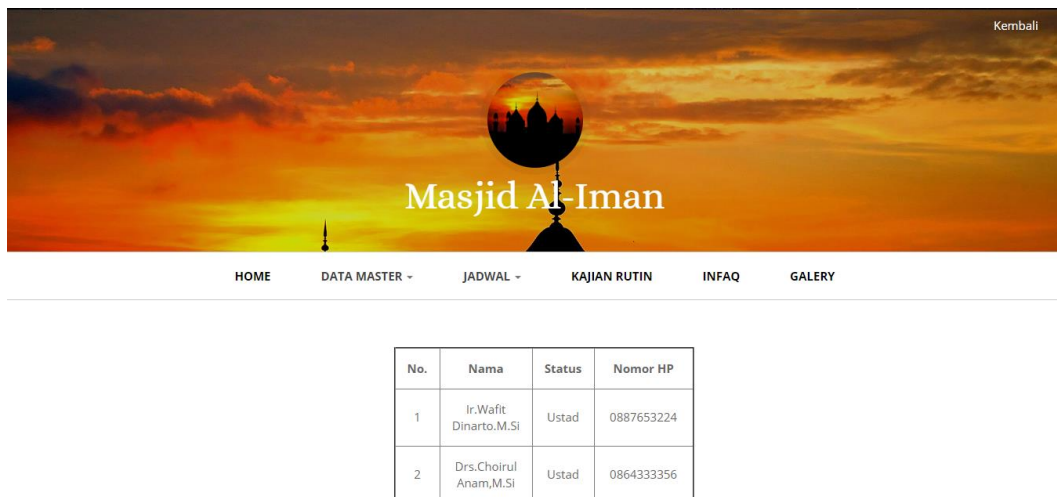 Kembali
Masjid Al-Iman
HOME DATA MASTER JADWAL KAJIAN RUTIN INFAQ GALERY
No. Nama Status Nomor HP
1 Ir.Wafit Dinarto.M.Si Ustad 0887653224
2 Drs.Choirul Anam,M.Si Ustad 0864333356